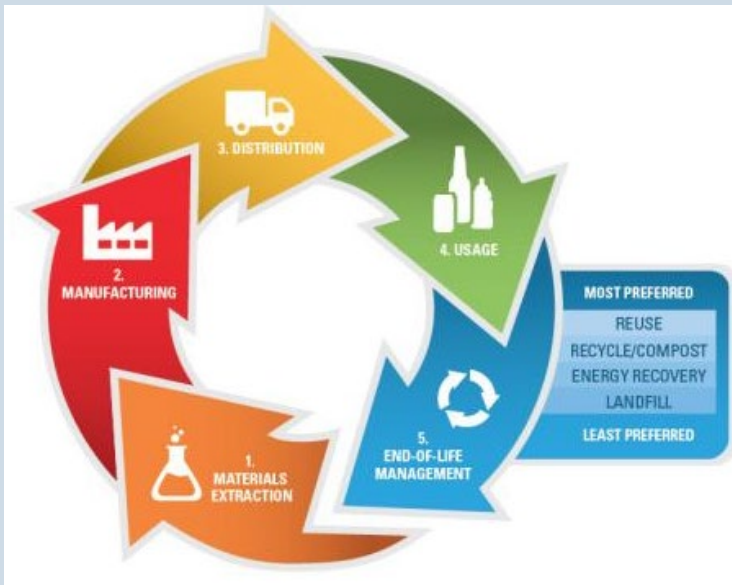 3. DISTRIBUTION
4. USAGE
2.
MANUFACTURING
MOST PREFERRED
REUSE
RECYCLE/COMPOST
ENERGY RECOVERY
LANDFILL
LEAST PREFERRED
5.
END-OF-LIFE
MANAGEMENT
1.
MATERIALS
EXTRACTION